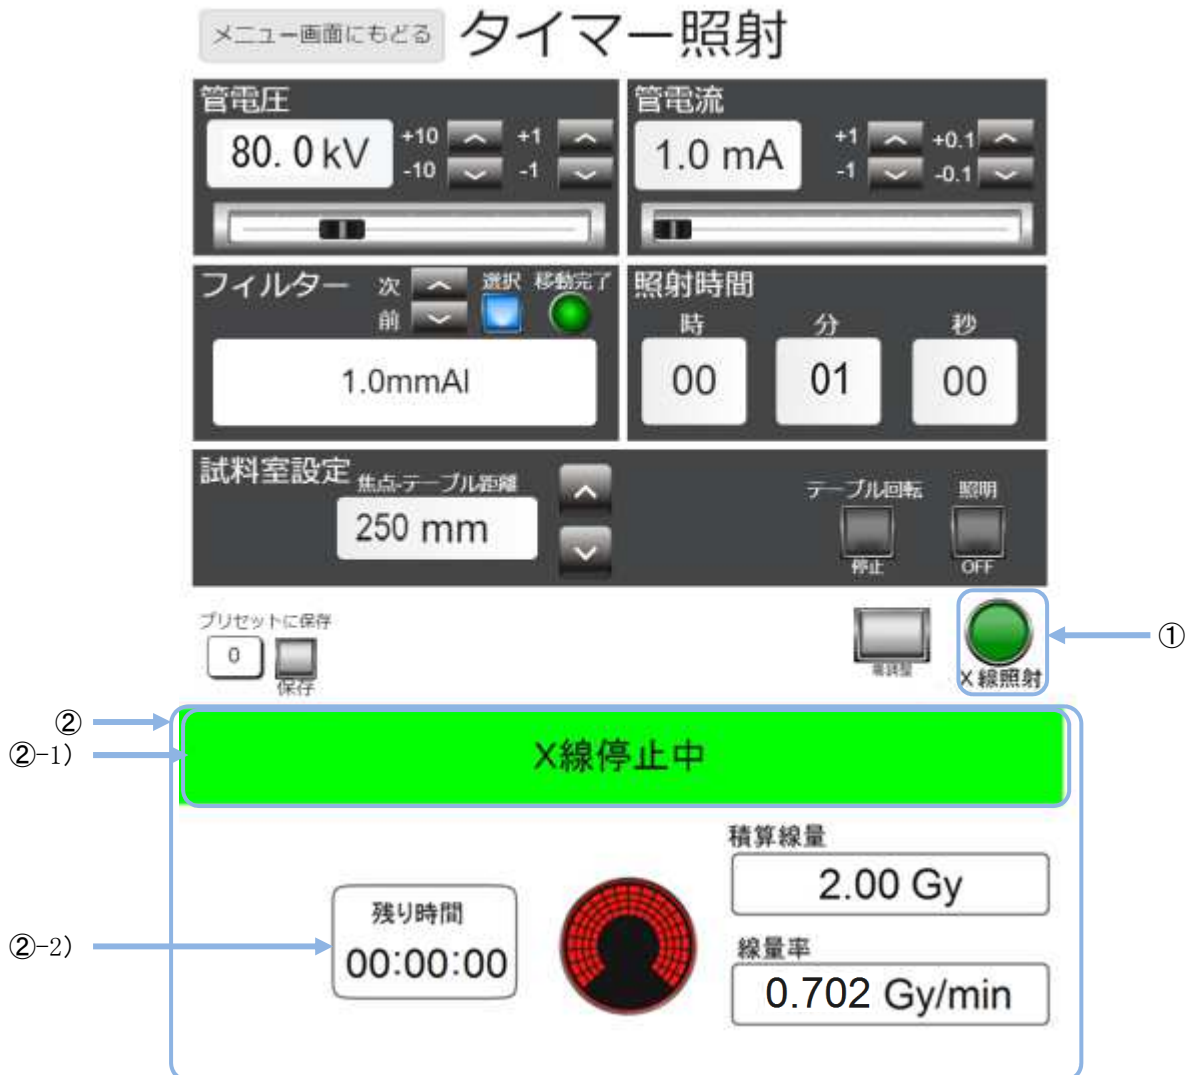 メニュー画面にもどる タイマー照射
管電圧
80. 0 kV +10 +1
-10 -1
管電流
1.0 mA +1 +0.1
-1 -0.1
フィルター 次 選択 移動完了
前
1.0mmAl
照射時間
時 分 秒
00 01 00
試料室設定 焦点-テーブル距離
250 mm
テーブル回転 照明
停止 OFF
プリセットに保存
0
保存
X 線照射
①
②
②-1)
X線停止中
②-2)
残り時間
00:00:00
積算線量
2.00 Gy
線量率
0.702 Gy/min